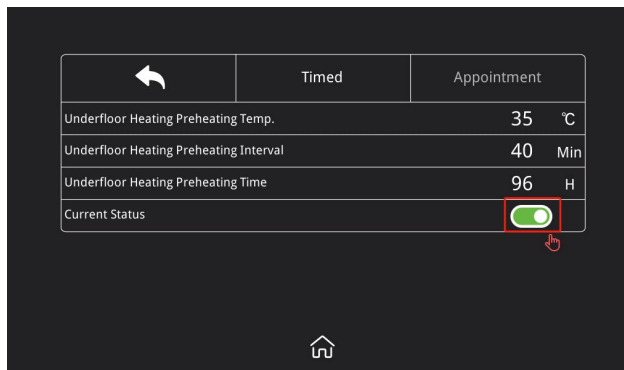 Timed Appointment
Underfloor Heating Preheating Temp. 35 ℃
Underfloor Heating Preheating Interval 40 Min
Underfloor Heating Preheating Time 96 H
Current Status